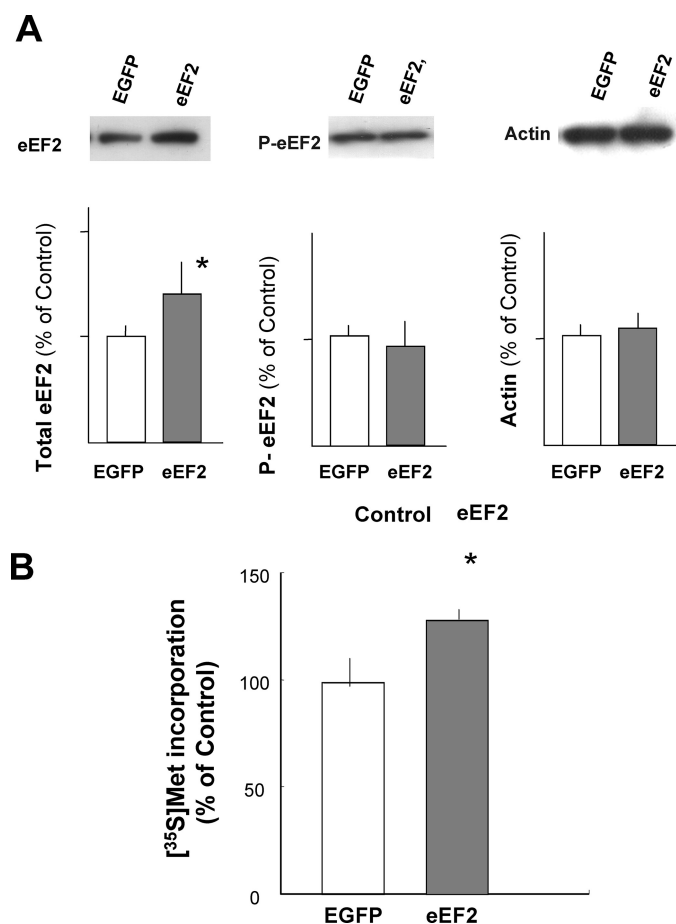 A
EGFP eEF2
EGFP eEF2,
EGFP eEF2
eEF2
P-eEF2
Actin
Total eEF2 (% of Control)
*
P- eEF2 (% of Control)
Actin (% of Control)
EGFP eEF2
EGFP eEF2
EGFP eEF2
Control eEF2
B
[³⁵S]Met incorporation
(% of Control)
150
100
50
0
*
EGFP eEF2